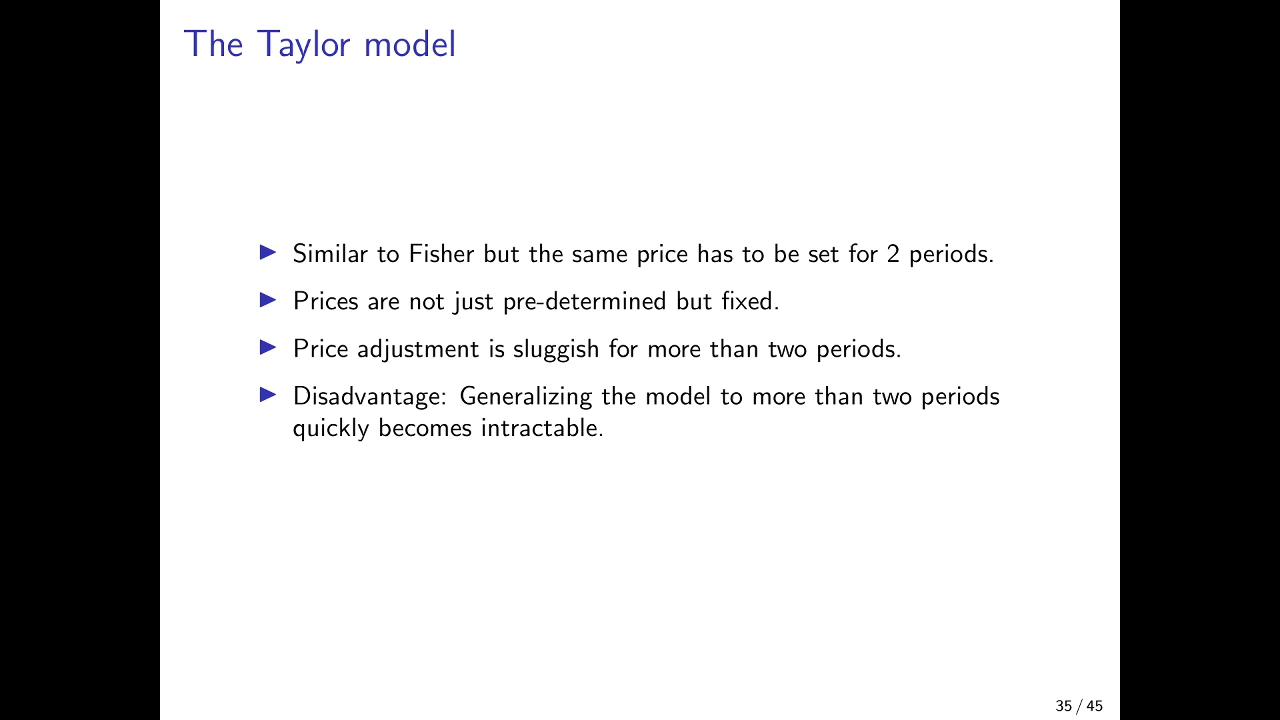 The Taylor model
Similar to Fisher but the same price has to be set for 2 periods.
Prices are not just pre-determined but fixed.
Price adjustment is sluggish for more than two periods.
Disadvantage: Generalizing the model to more than two periods
quickly becomes intractable.
35 / 45